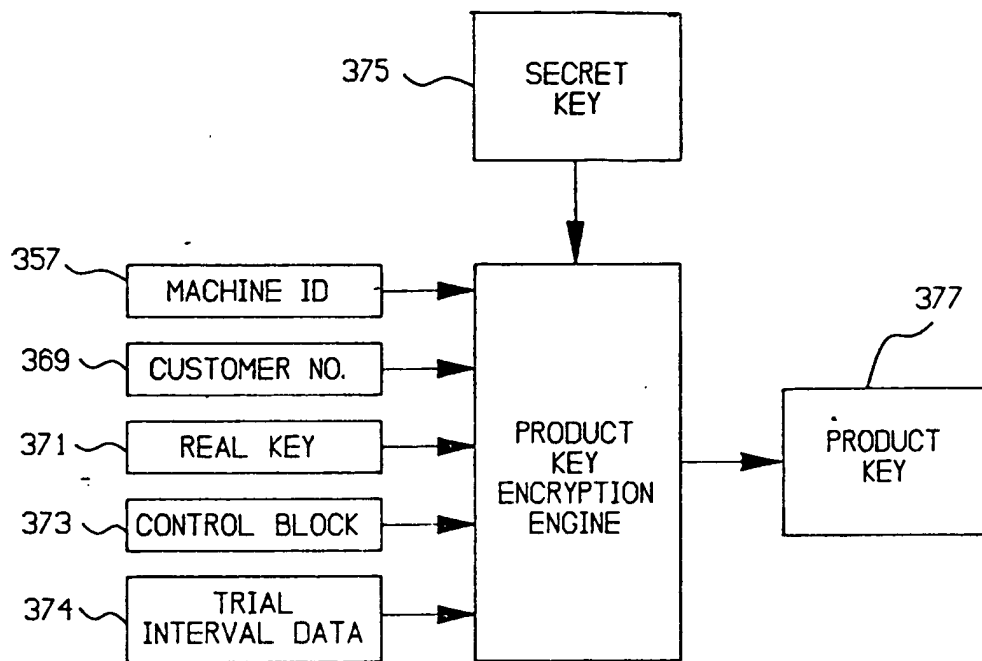 375
SECRET
KEY
357
MACHINE ID
369
CUSTOMER NO.
371
REAL KEY
373
CONTROL BLOCK
374
TRIAL
INTERVAL DATA
PRODUCT
KEY
ENCRYPTION
ENGINE
377
PRODUCT
KEY